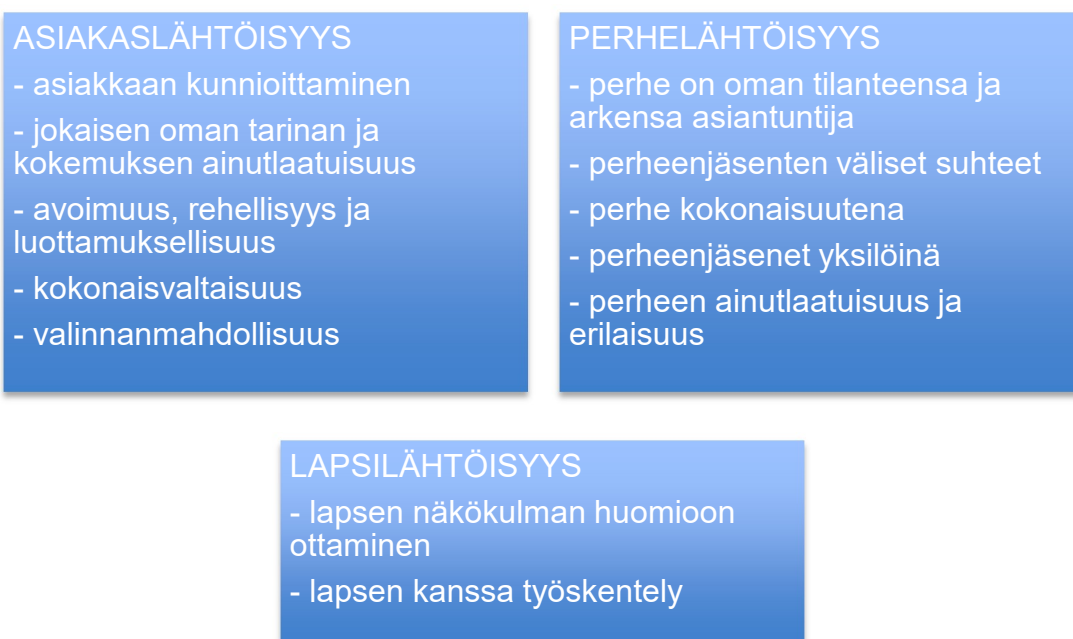 ASIAKASLÄHTÖISYYS
- asiakkaan kunnioittaminen
- jokaisen oman tarinan ja
kokemuksen ainutlaatuisuus
- avoimuus, rehellisyys ja
luottamuksellisuus
- kokonaisvaltaisuus
- valinnanmahdollisuus
PERHELÄHTÖISYYS
- perhe on oman tilanteensa ja
arkensa asiantuntija
- perheenjäsenten väliset suhteet
- perhe kokonaisuutena
- perheenjäsenet yksilöinä
- perheen ainutlaatuisuus ja
erilaisuus
LAPSILÄHTÖISYYS
- lapsen näkökulman huomioon
ottaminen
- lapsen kanssa työskentely